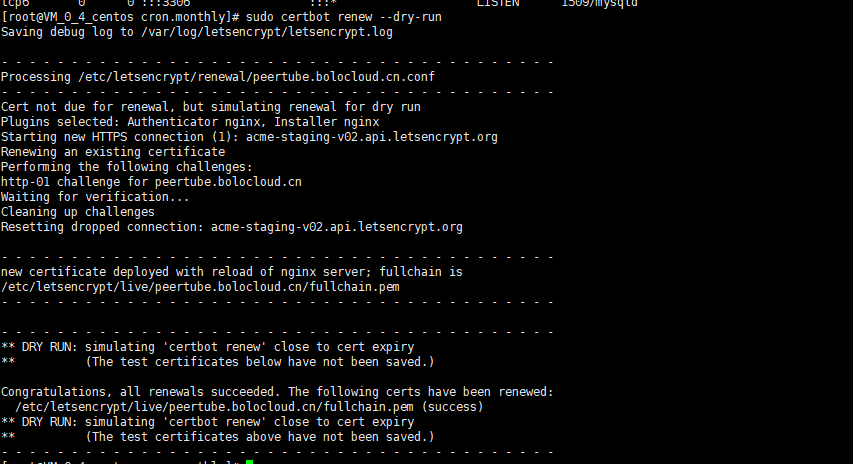 tcp6 0 0 :::3306 :::* LISTEN 1509/mysqld
[root@VM_0_4_centos cron.monthly]# sudo certbot renew --dry-run
Saving debug log to /var/log/letsencrypt/letsencrypt.log
- - - - - - - - - - - - - - - - - - - - - - - - - - - - - - - - - - - - - - - -
Processing /etc/letsencrypt/renewal/peertube.bolocloud.cn.conf
- - - - - - - - - - - - - - - - - - - - - - - - - - - - - - - - - - - - - - - -
Cert not due for renewal, but simulating renewal for dry run
Plugins selected: Authenticator nginx, Installer nginx
Starting new HTTPS connection (1): acme-staging-v02.api.letsencrypt.org
Renewing an existing certificate
Performing the following challenges:
http-01 challenge for peertube.bolocloud.cn
Waiting for verification...
Cleaning up challenges
Resetting dropped connection: acme-staging-v02.api.letsencrypt.org
- - - - - - - - - - - - - - - - - - - - - - - - - - - - - - - - - - - - - - - -
new certificate deployed with reload of nginx server; fullchain is
/etc/letsencrypt/live/peertube.bolocloud.cn/fullchain.pem
- - - - - - - - - - - - - - - - - - - - - - - - - - - - - - - - - - - - - - - -
- - - - - - - - - - - - - - - - - - - - - - - - - - - - - - - - - - - - - - - -
** DRY RUN: simulating 'certbot renew' close to cert expiry
** (The test certificates below have not been saved.)
Congratulations, all renewals succeeded. The following certs have been renewed:
/etc/letsencrypt/live/peertube.bolocloud.cn/fullchain.pem (success)
** DRY RUN: simulating 'certbot renew' close to cert expiry
** (The test certificates above have not been saved.)
- - - - - - - - - - - - - - - - - - - - - - - - - - - - - - - - - - - - - - - -
[root@VM_0_4_centos cron.monthly]#